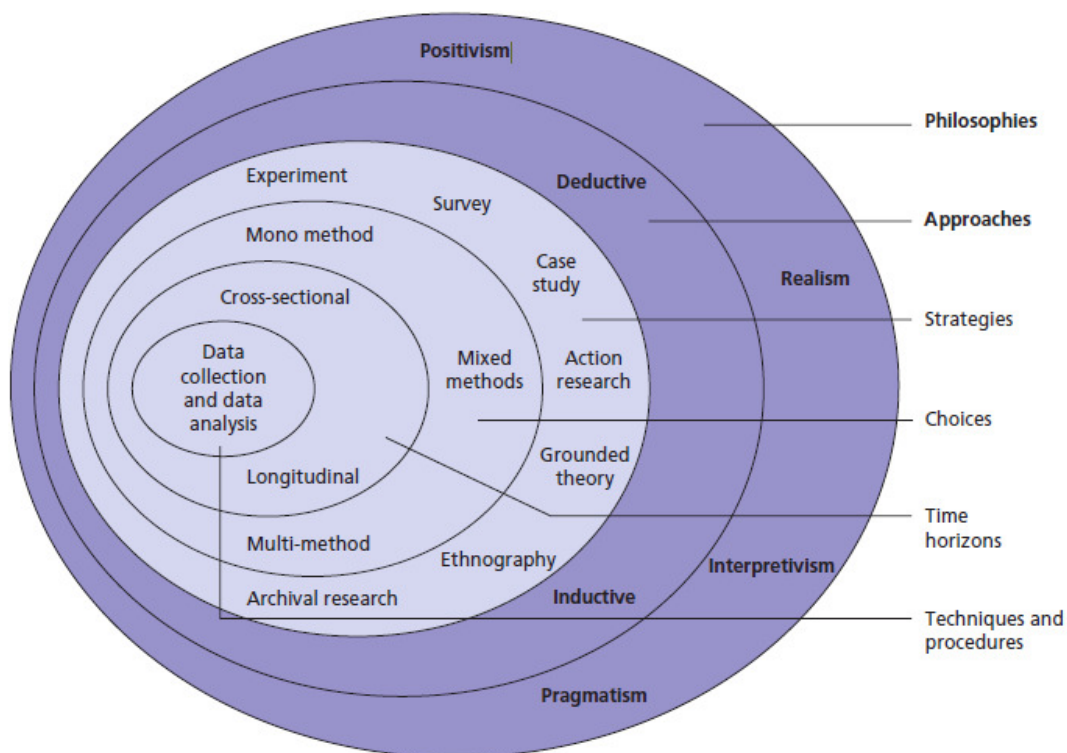 Positivism
Philosophies
Experiment
Deductive
Survey
Approaches
Mono method
Case
study
Realism
Cross-sectional
Strategies
Data
collection
and data
analysis
Mixed
methods
Action
research
Choices
Longitudinal
Grounded
theory
Time
horizons
Multi-method
Ethnography
Interpretivism
Archival research
Inductive
Techniques and
procedures
Pragmatism